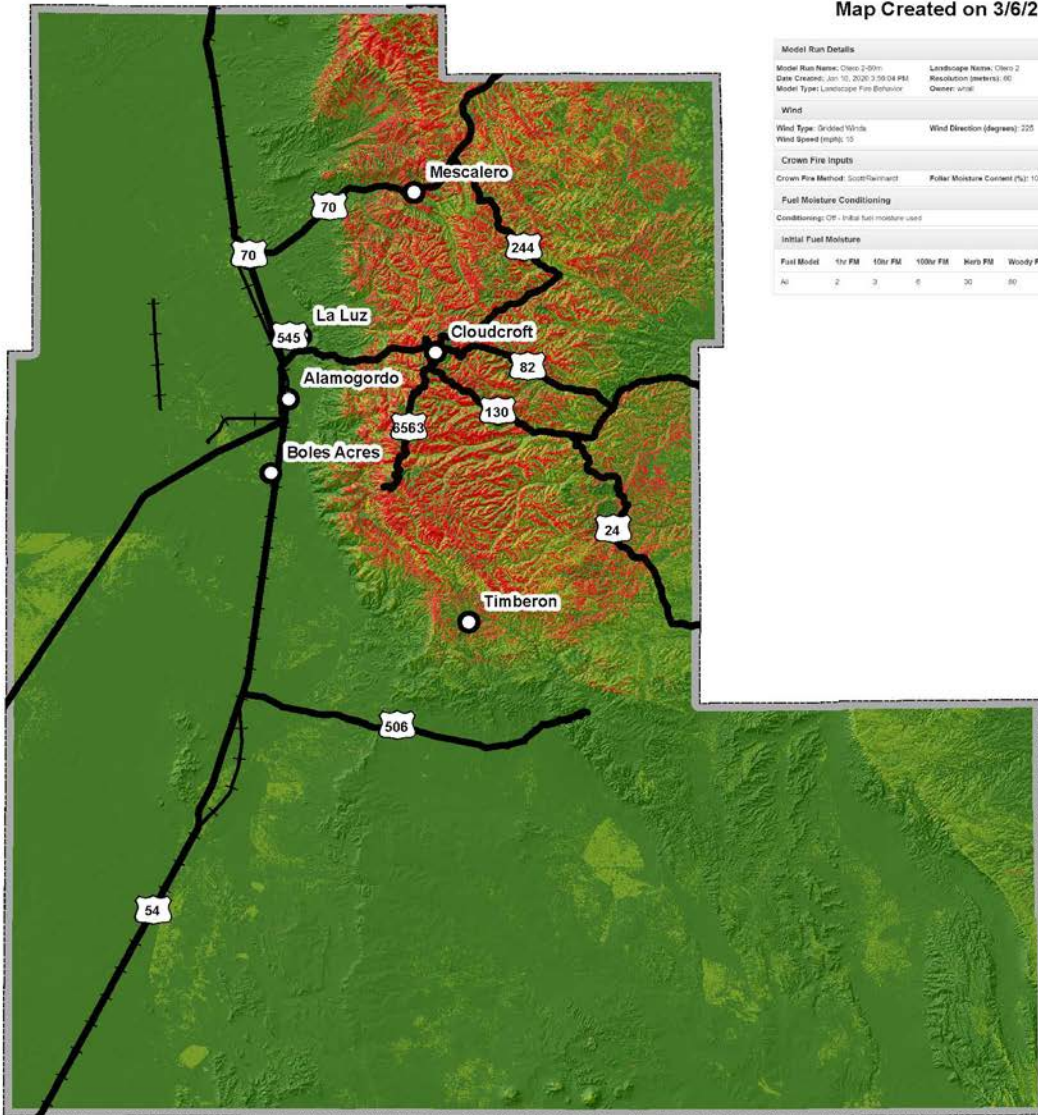 Map Created on 3/6/2
Model Run Details
Model Run Name: Otero 2-60m Landscape Name: Otero 2
Date Created: Jan 10, 2020 3:56:04 PM Resolution (meters): 60
Model Type: Landscape Fire Behavior Owner: whall
Wind
Wind Type: Gridded Winds Wind Direction (degrees): 225
Wind Speed (mph): 15
Crown Fire Inputs
Crown Fire Method: Scott/Reinhardt Foliar Moisture Content (%): 10
Fuel Moisture Conditioning
Conditioning: Off - Initial fuel moisture used
Initial Fuel Moisture
Fuel Model 1hr FM 10hr FM 100hr FM Herb FM Woody F
All 2 3 6 30 60
Mescalero
70
244
70
La Luz
545
Cloudcroft
82
Alamogordo
130
6563
Boles Acres
24
Timberon
506
54